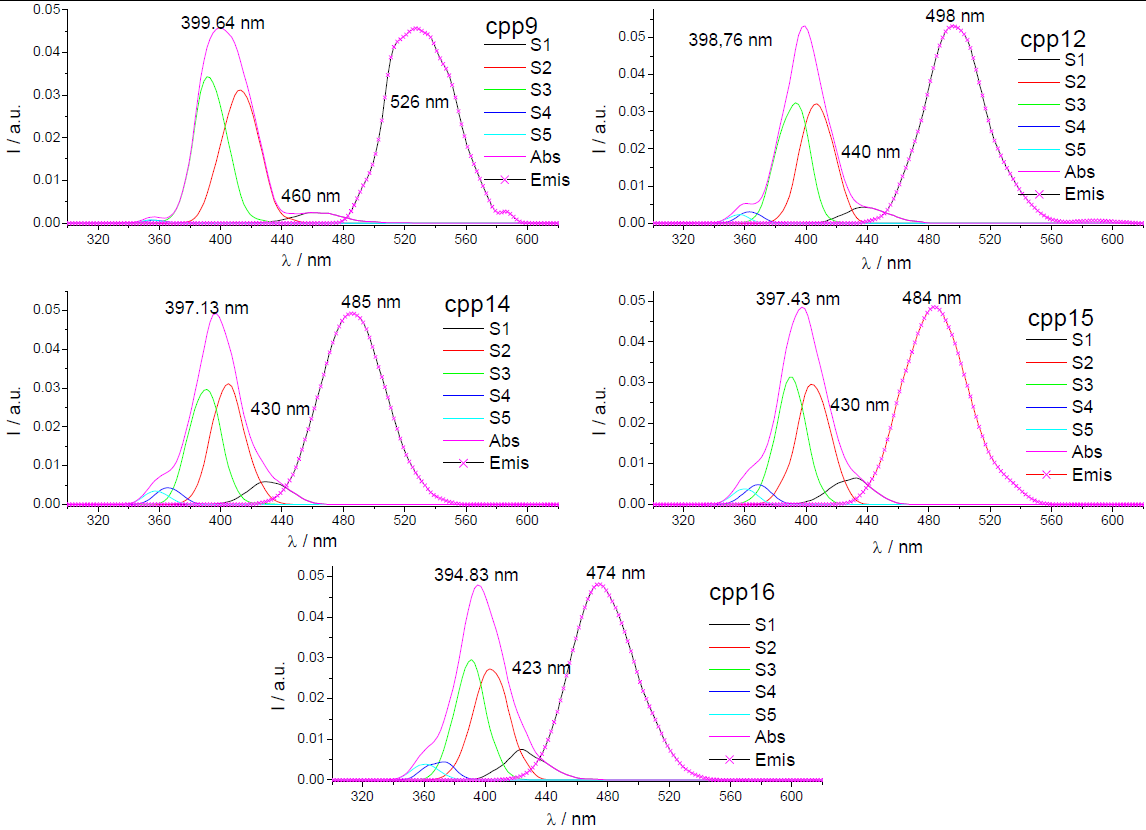 399.64 nm
cpp9
S1
S2
S3
S4
S5
Abs
Emis
526 nm
460 nm
0.05
0.04
0.03
0.02
0.01
0.00
I / a.u.
320 360 400 440 480 520 560 600
λ / nm
398,76 nm
498 nm
cpp12
S1
S2
S3
S4
S5
Abs
Emis
440 nm
0.05
0.04
0.03
0.02
0.01
0.00
I / a.u.
320 360 400 440 480 520 560 600
λ / nm
397.13 nm
485 nm
cpp14
S1
S2
S3
S4
S5
Abs
Emis
430 nm
0.05
0.04
0.03
0.02
0.01
0.00
I / a.u.
320 360 400 440 480 520 560 600
λ / nm
397.43 nm
484 nm
cpp15
S1
S2
S3
S4
S5
Abs
Emis
430 nm
0.05
0.04
0.03
0.02
0.01
0.00
I / a.u.
320 360 400 440 480 520 560 600
λ / nm
394.83 nm
474 nm
cpp16
S1
S2
S3
S4
S5
Abs
Emis
423 nm
0.05
0.04
0.03
0.02
0.01
0.00
I / a.u.
320 360 400 440 480 520 560 600
λ / nm